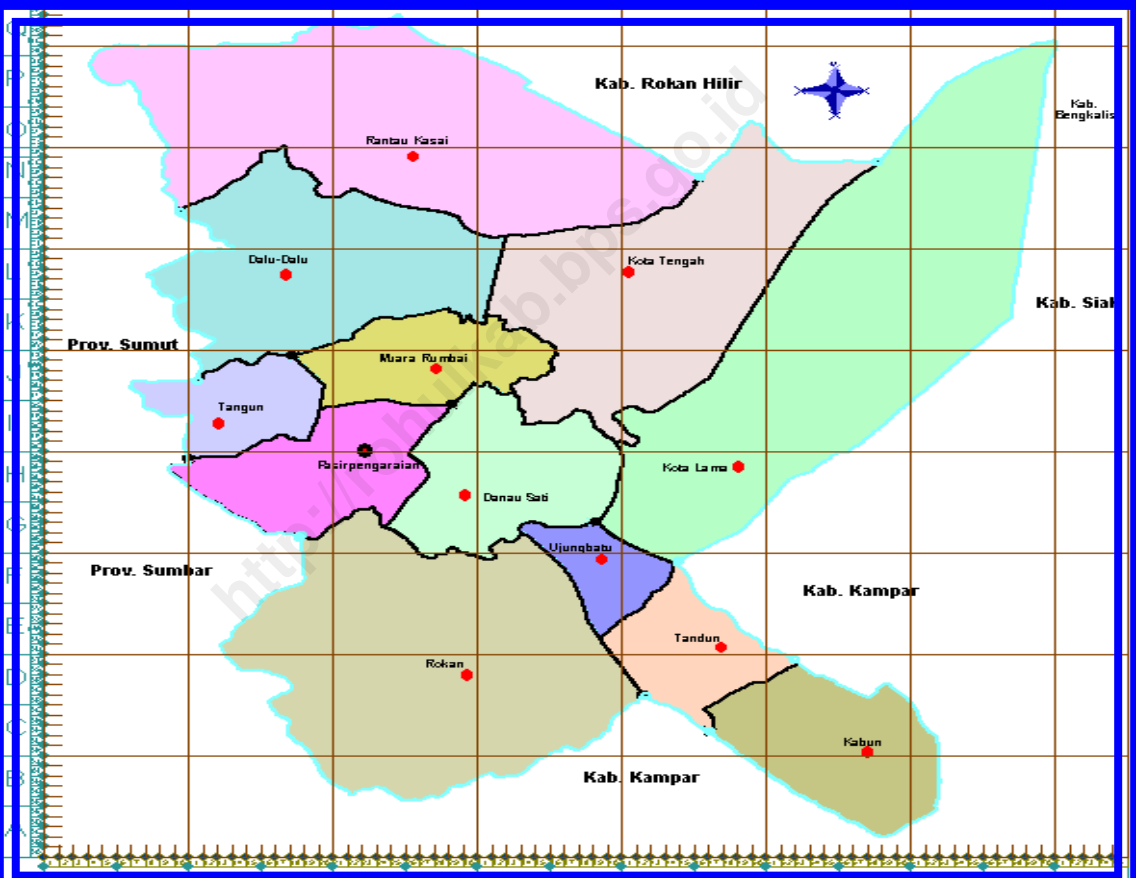 Q
P
O
N
M
L
K
J
I
H
G
F
E
D
C
B
A
Kab. Rokan Hilir
Kab.
Bengkalis
Rantau Kasai
Dalu-Dalu
Kota Tengah
Kab. Siak
Prov. Sumut
Muara Rumbai
Tangun
Pasirpengaraian
Kota Lama
Danau Sati
Ujungbatu
Prov. Sumbar
Kab. Kampar
Tandun
Rokan
Kabun
Kab. Kampar
http://rohulkab.bps.go.id